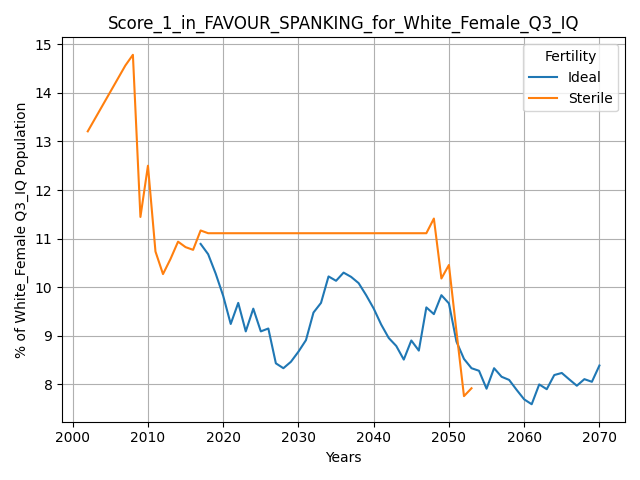 Score_1_in_FAVOUR_SPANKING_for_White_Female_Q3_IQ
Fertility
Ideal
Sterile
% of White_Female Q3_IQ Population
15
14
13
12
11
10
9
8
2000 2010 2020 2030 2040 2050 2060 2070
Years